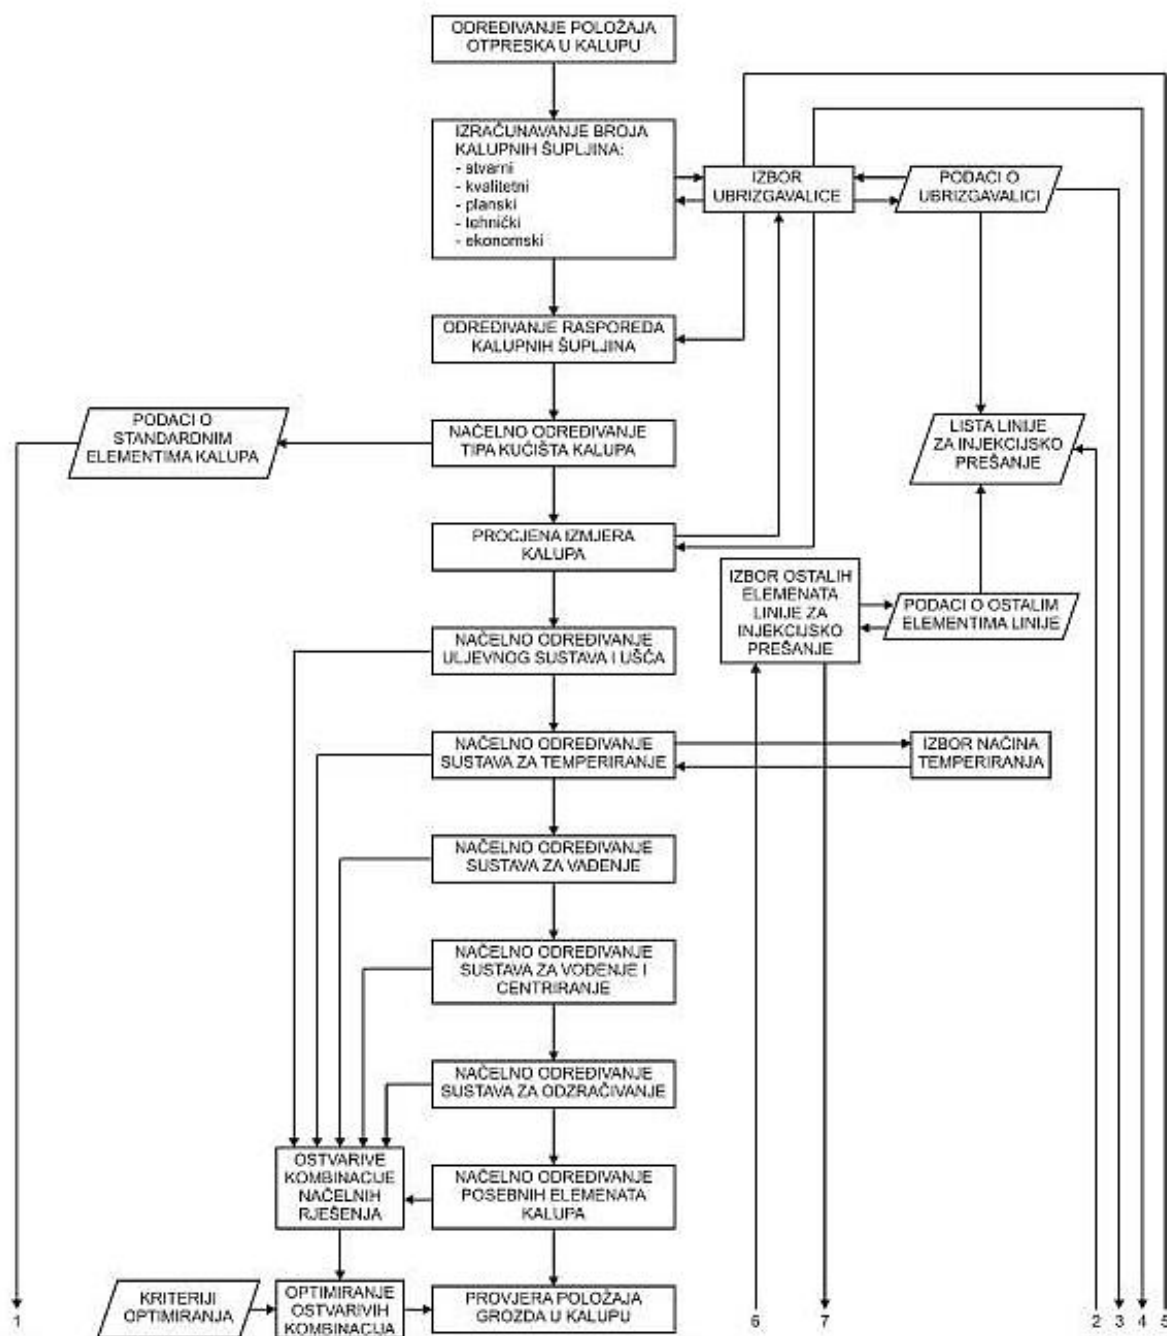 ODREĐIVANJE POLOŽAJA
OTPRESKA U KALUPU
IZRAČUNAVANJE BROJA
KALUPNIH ŠUPLJINA:
- stvarni
- kvalitetni
- planski
- tehnički
- ekonomski
IZBOR
UBRIZGAVALICE
PODACI O
UBRIZGAVALICI
ODREĐIVANJE RASPOREDA
KALUPNIH ŠUPLJINA
PODACI O
STANDARDNIM
ELEMENTIMA KALUPA
NAČELNO ODREĐIVANJE
TIPA KUĆIŠTA KALUPA
LISTA LINIJE
ZA INJEKCIJSKO
PREŠANJE
PROCJENA IZMJERA
KALUPA
IZBOR OSTALIH
ELEMENATA
LINIJE ZA
INJEKCIJSKO
PREŠANJE
PODACI O OSTALIM
ELEMENTIMA LINIJE
NAČELNO ODREĐIVANJE
ULJEVNOG SUSTAVA I UŠĆA
NAČELNO ODREĐIVANJE
SUSTAVA ZA TEMPERIRANJE
IZBOR NAČINA
TEMPERIRANJA
NAČELNO ODREĐIVANJE
SUSTAVA ZA VAĐENJE
NAČELNO ODREĐIVANJE
SUSTAVA ZA VOĐENJE I
CENTRIRANJE
NAČELNO ODREĐIVANJE
SUSTAVA ZA ODZRAČIVANJE
OSTVARIVE
KOMBINACIJE
NAČELNIH
RJEŠENJA
NAČELNO ODREĐIVANJE
POSEBNIH ELEMENATA
KALUPA
KRITERIJI
OPTIMIRANJA
OPTIMIRANJE
OSTVARIVIH
KOMBINACIJA
PROVJERA POLOŽAJA
GROZDA U KALUPU
1
6
7
2
3
4
5